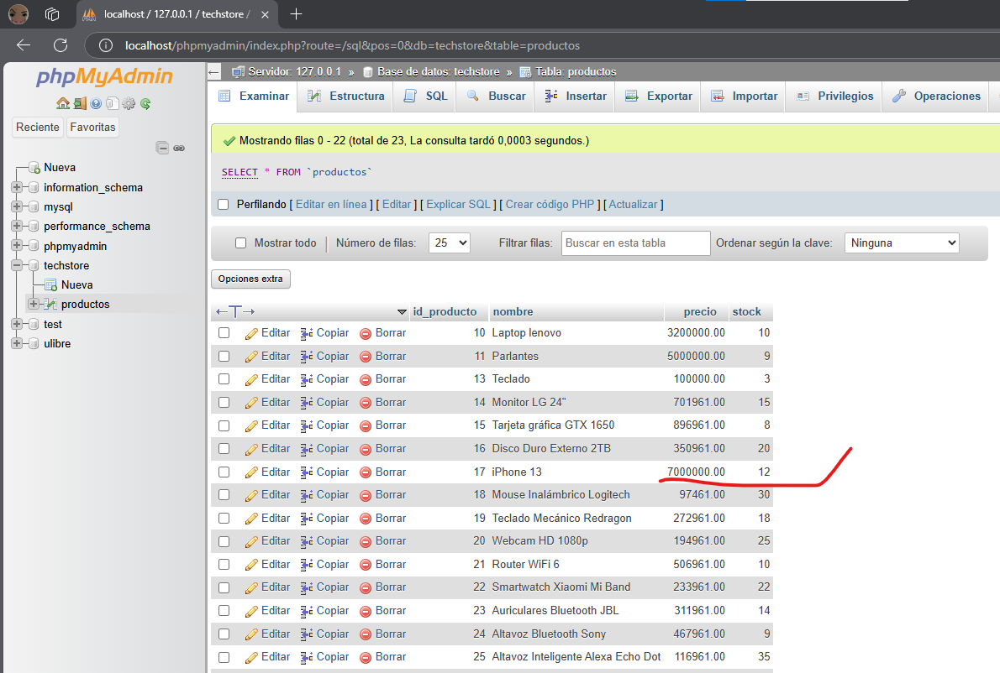 localhost / 127.0.0.1 / techstore /
localhost/phpmyadmin/index.php?route=/sql&pos=0&db=techstore&table=productos
phpMyAdmin
Reciente Favoritas
Nueva
information_schema
mysql
performance_schema
phpmyadmin
techstore
Nueva
productos
test
ulibre
Servidor: 127.0.0.1 » Base de datos: techstore » Tabla: productos
Examinar Estructura SQL Buscar Insertar Exportar Importar Privilegios Operaciones
Mostrando filas 0 - 22 (total de 23, La consulta tardó 0,0003 segundos.)
SELECT * FROM `productos`
Perfilando [ Editar en línea ] [ Editar ] [ Explicar SQL ] [ Crear código PHP ] [ Actualizar ]
Mostrar todo | Número de filas: 25 Filtrar filas: Buscar en esta tabla Ordenar según la clave: Ninguna
Opciones extra
←T→ id_producto nombre precio stock
Editar Copiar Borrar 10 Laptop lenovo 3200000.00 10
Editar Copiar Borrar 11 Parlantes 5000000.00 9
Editar Copiar Borrar 13 Teclado 100000.00 3
Editar Copiar Borrar 14 Monitor LG 24" 701961.00 15
Editar Copiar Borrar 15 Tarjeta gráfica GTX 1650 896961.00 8
Editar Copiar Borrar 16 Disco Duro Externo 2TB 350961.00 20
Editar Copiar Borrar 17 iPhone 13 7000000.00 12
Editar Copiar Borrar 18 Mouse Inalámbrico Logitech 97461.00 30
Editar Copiar Borrar 19 Teclado Mecánico Redragon 272961.00 18
Editar Copiar Borrar 20 Webcam HD 1080p 194961.00 25
Editar Copiar Borrar 21 Router WiFi 6 506961.00 10
Editar Copiar Borrar 22 Smartwatch Xiaomi Mi Band 233961.00 22
Editar Copiar Borrar 23 Auriculares Bluetooth JBL 311961.00 14
Editar Copiar Borrar 24 Altavoz Bluetooth Sony 467961.00 9
Editar Copiar Borrar 25 Altavoz Inteligente Alexa Echo Dot 116961.00 35